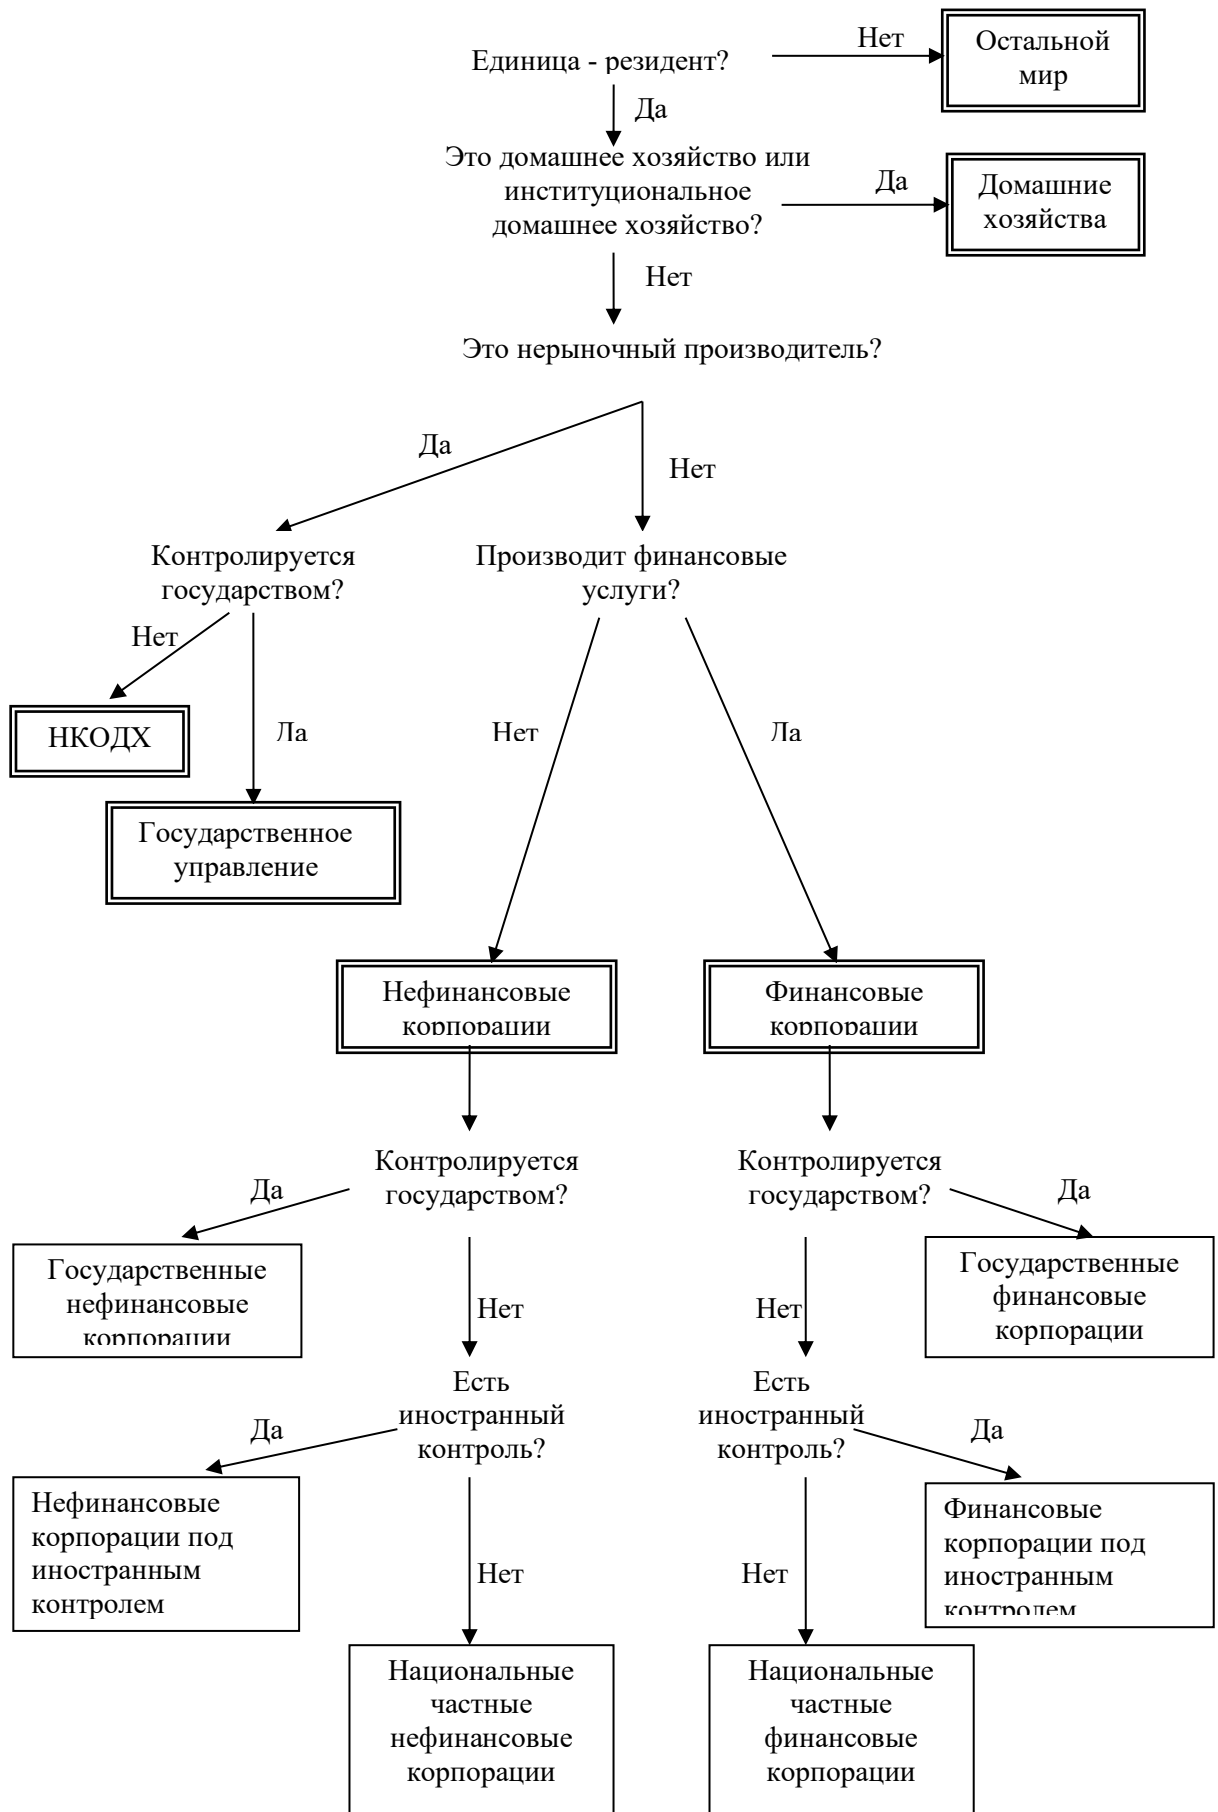 Единица - резидент?
Нет
Остальной
мир
Да
Это домашнее хозяйство или
институциональное
домашнее хозяйство?
Да
Домашние
хозяйства
Нет
Это нерыночный производитель?
Да
Нет
Контролируется
государством?
Производит финансовые
услуги?
Нет
НКОДХ
Да
Нет
Да
Государственное
управление
Нефинансовые
корпорации
Финансовые
корпорации
Контролируется
государством?
Контролируется
государством?
Да
Да
Государственные
нефинансовые
корпорации
Государственные
финансовые
корпорации
Нет
Нет
Есть
иностранный
контроль?
Есть
иностранный
контроль?
Да
Да
Нефинансовые
корпорации под
иностранным
контролем
Финансовые
корпорации под
иностранным
контролем
Нет
Нет
Национальные
частные
нефинансовые
корпорации
Национальные
частные
финансовые
корпорации